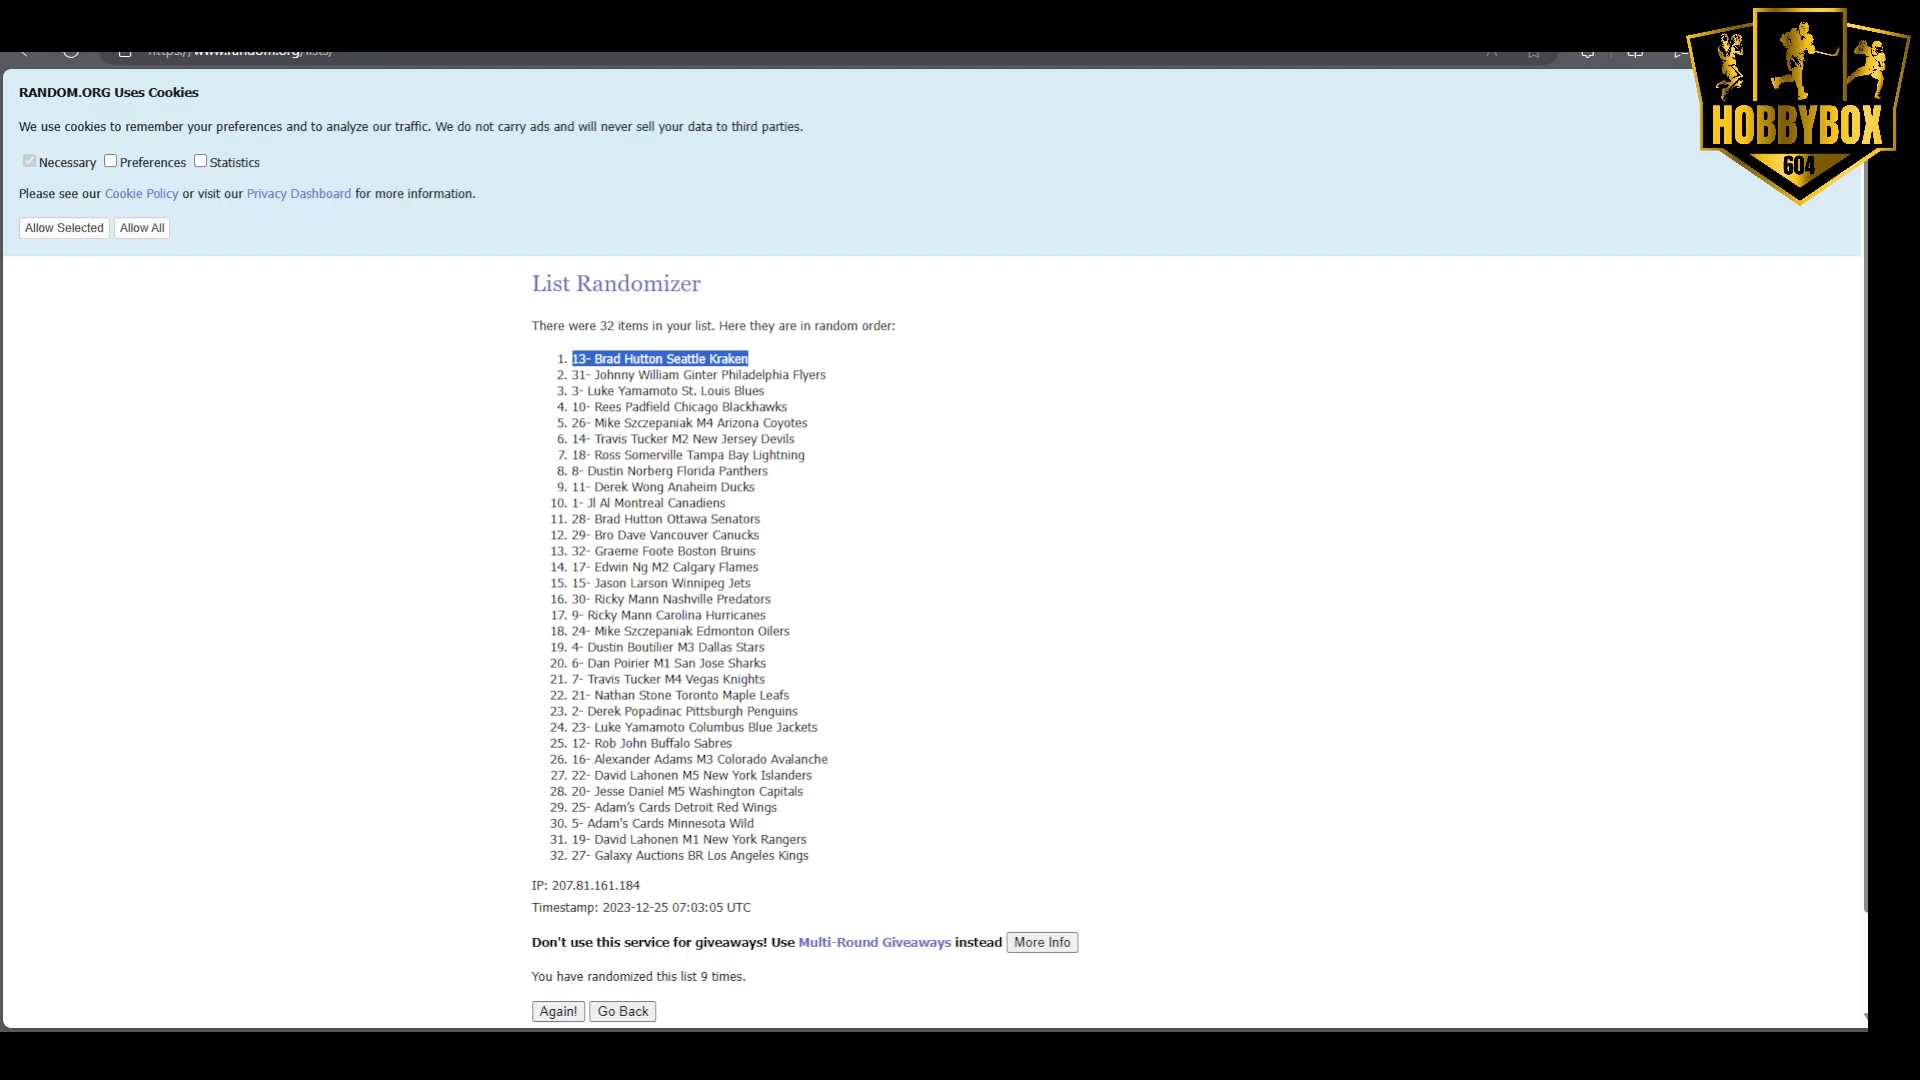 https://www.random.org/lists/
RANDOM.ORG Uses Cookies
We use cookies to remember your preferences and to analyze our traffic. We do not carry ads and will never sell your data to third parties.
Necessary Preferences Statistics
Please see our Cookie Policy or visit our Privacy Dashboard for more information.
Allow Selected Allow All
HOBBYBOX
604
List Randomizer
There were 32 items in your list. Here they are in random order:
1. 13- Brad Hutton Seattle Kraken
2. 31- Johnny William Ginter Philadelphia Flyers
3. 3- Luke Yamamoto St. Louis Blues
4. 10- Rees Padfield Chicago Blackhawks
5. 26- Mike Szczepaniak M4 Arizona Coyotes
6. 14- Travis Tucker M2 New Jersey Devils
7. 18- Ross Somerville Tampa Bay Lightning
8. 8- Dustin Norberg Florida Panthers
9. 11- Derek Wong Anaheim Ducks
10. 1- Jl Al Montreal Canadiens
11. 28- Brad Hutton Ottawa Senators
12. 29- Bro Dave Vancouver Canucks
13. 32- Graeme Foote Boston Bruins
14. 17- Edwin Ng M2 Calgary Flames
15. 15- Jason Larson Winnipeg Jets
16. 30- Ricky Mann Nashville Predators
17. 9- Ricky Mann Carolina Hurricanes
18. 24- Mike Szczepaniak Edmonton Oilers
19. 4- Dustin Boutilier M3 Dallas Stars
20. 6- Dan Poirier M1 San Jose Sharks
21. 7- Travis Tucker M4 Vegas Knights
22. 21- Nathan Stone Toronto Maple Leafs
23. 2- Derek Popadinac Pittsburgh Penguins
24. 23- Luke Yamamoto Columbus Blue Jackets
25. 12- Rob John Buffalo Sabres
26. 16- Alexander Adams M3 Colorado Avalanche
27. 22- David Lahonen M5 New York Islanders
28. 20- Jesse Daniel M5 Washington Capitals
29. 25- Adam's Cards Detroit Red Wings
30. 5- Adam's Cards Minnesota Wild
31. 19- David Lahonen M1 New York Rangers
32. 27- Galaxy Auctions BR Los Angeles Kings
IP: 207.81.161.184
Timestamp: 2023-12-25 07:03:05 UTC
Don't use this service for giveaways! Use Multi-Round Giveaways instead More Info
You have randomized this list 9 times.
Again! Go Back